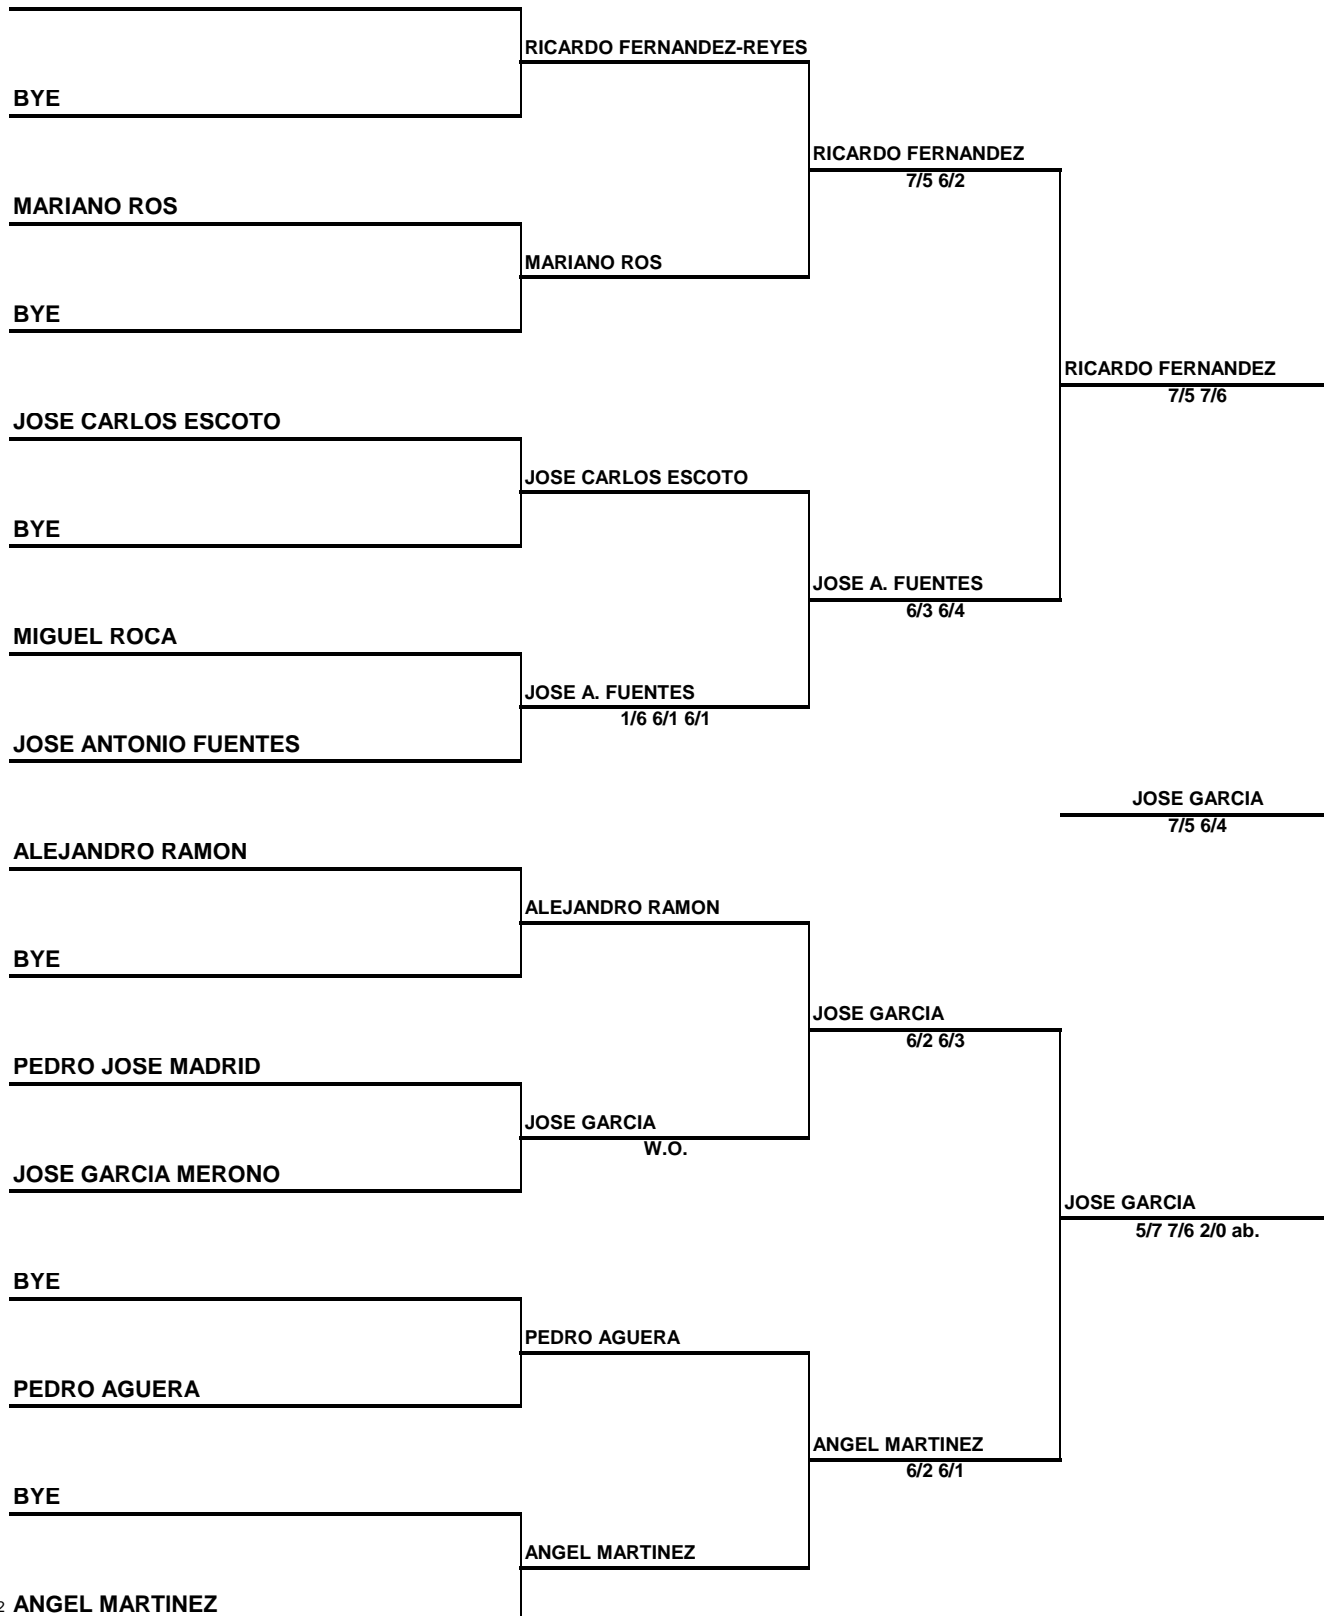 RICARDO FERNANDEZ-REYES
BYE
RICARDO FERNANDEZ
7/5 6/2
MARIANO ROS
MARIANO ROS
BYE
RICARDO FERNANDEZ
7/5 7/6
JOSE CARLOS ESCOTO
JOSE CARLOS ESCOTO
BYE
JOSE A. FUENTES
6/3 6/4
MIGUEL ROCA
JOSE A. FUENTES
1/6 6/1 6/1
JOSE ANTONIO FUENTES
JOSE GARCIA
7/5 6/4
ALEJANDRO RAMON
ALEJANDRO RAMON
BYE
JOSE GARCIA
6/2 6/3
PEDRO JOSE MADRID
JOSE GARCIA
W.O.
JOSE GARCIA MERONO
JOSE GARCIA
5/7 7/6 2/0 ab.
BYE
PEDRO AGUERA
PEDRO AGUERA
ANGEL MARTINEZ
6/2 6/1
BYE
ANGEL MARTINEZ
2 ANGEL MARTINEZ